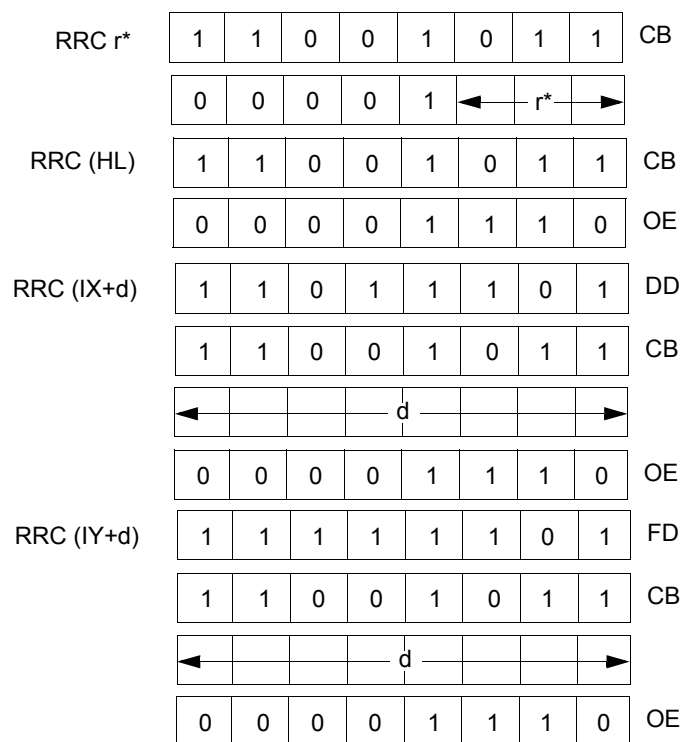 RRC r* 1 1 0 0 1 0 1 1 CB
0 0 0 0 1 r*
RRC (HL) 1 1 0 0 1 0 1 1 CB
0 0 0 0 1 1 1 0 OE
RRC (IX+d) 1 1 0 1 1 1 0 1 DD
1 1 0 0 1 0 1 1 CB
d
0 0 0 0 1 1 1 0 OE
RRC (IY+d) 1 1 1 1 1 1 0 1 FD
1 1 0 0 1 0 1 1 CB
d
0 0 0 0 1 1 1 0 OE